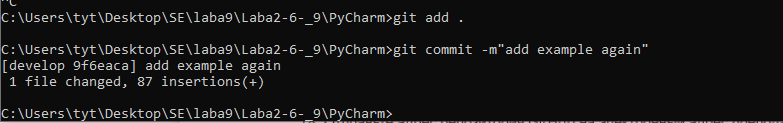 ^C
C:\Users\tyt\Desktop\SE\laba9\Laba2-6-_9\PyCharm>git add .
C:\Users\tyt\Desktop\SE\laba9\Laba2-6-_9\PyCharm>git commit -m"add example again"
[develop 9f6eaca] add example again
 1 file changed, 87 insertions(+)
C:\Users\tyt\Desktop\SE\laba9\Laba2-6-_9\PyCharm>